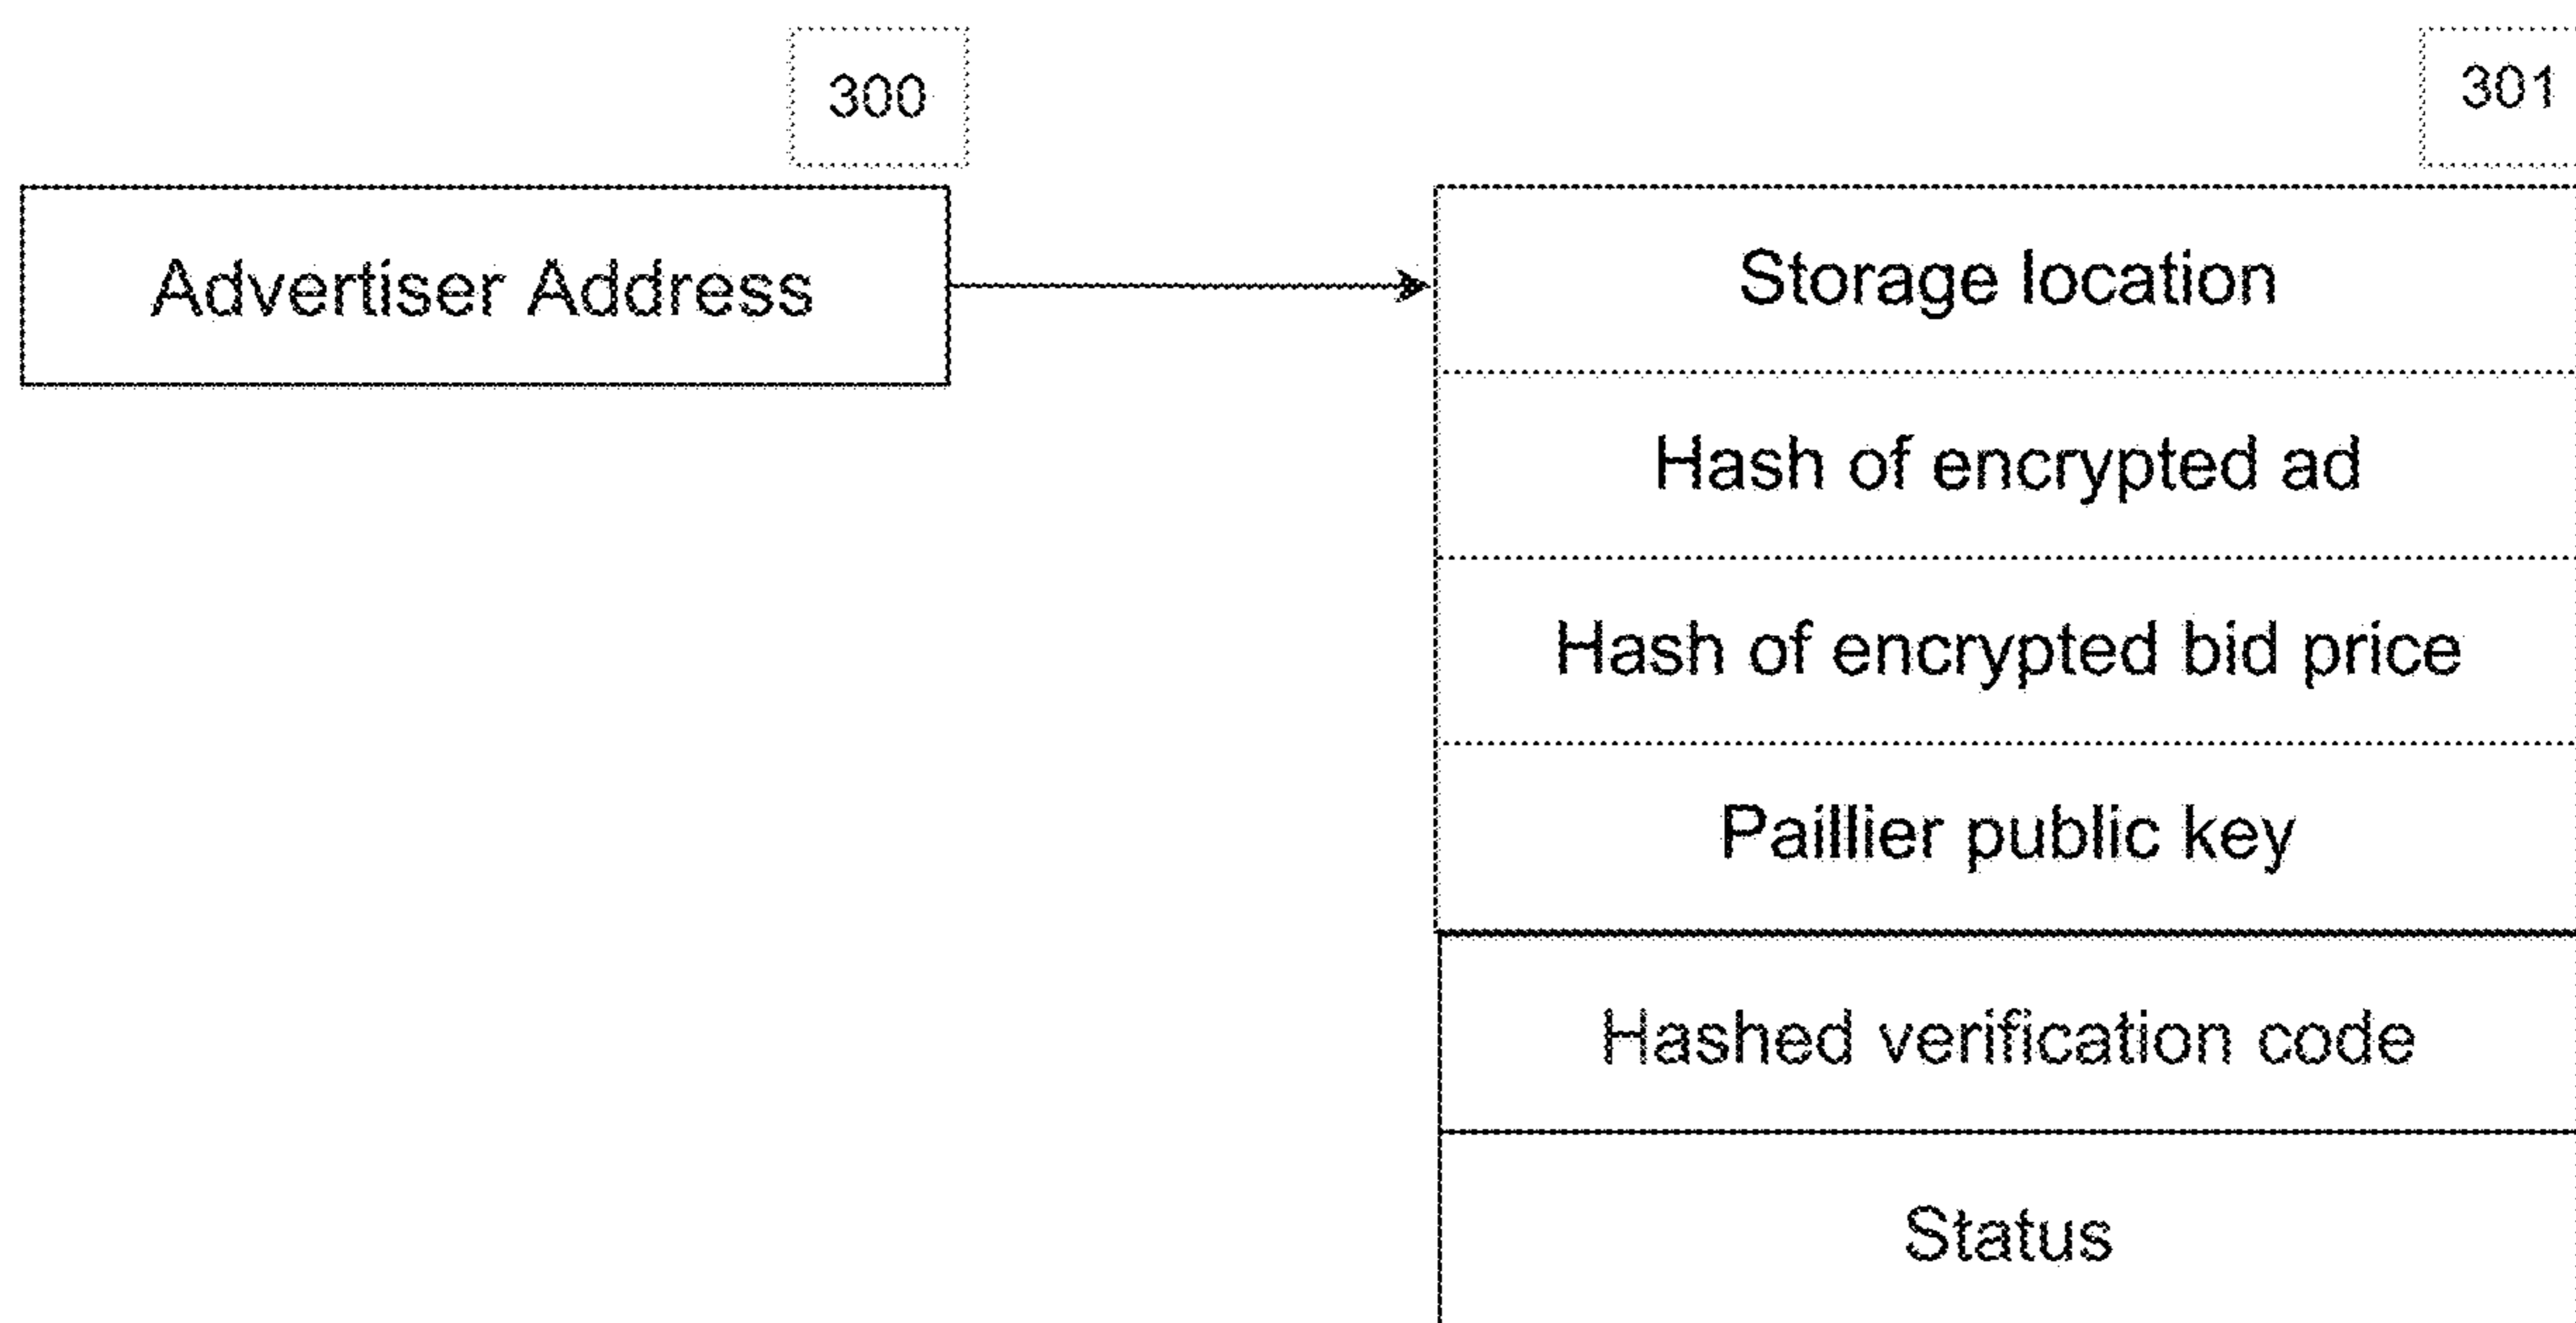 300
301
Advertiser Address
Storage location
Hash of encrypted ad
Hash of encrypted bid price
Paillier public key
Hashed verification code
Status